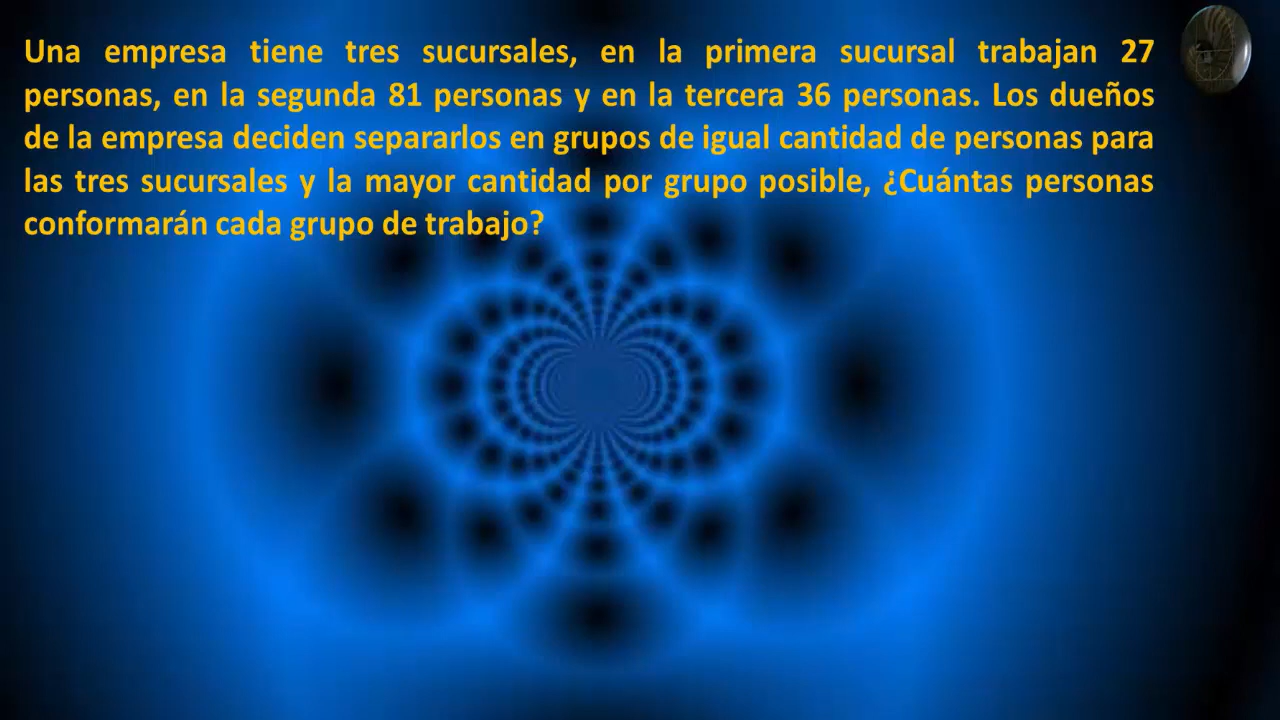 Una empresa tiene tres sucursales, en la primera sucursal trabajan 27
personas, en la segunda 81 personas y en la tercera 36 personas. Los dueños
de la empresa deciden separarlos en grupos de igual cantidad de personas para
las tres sucursales y la mayor cantidad por grupo posible, ¿Cuántas personas
conformarán cada grupo de trabajo?